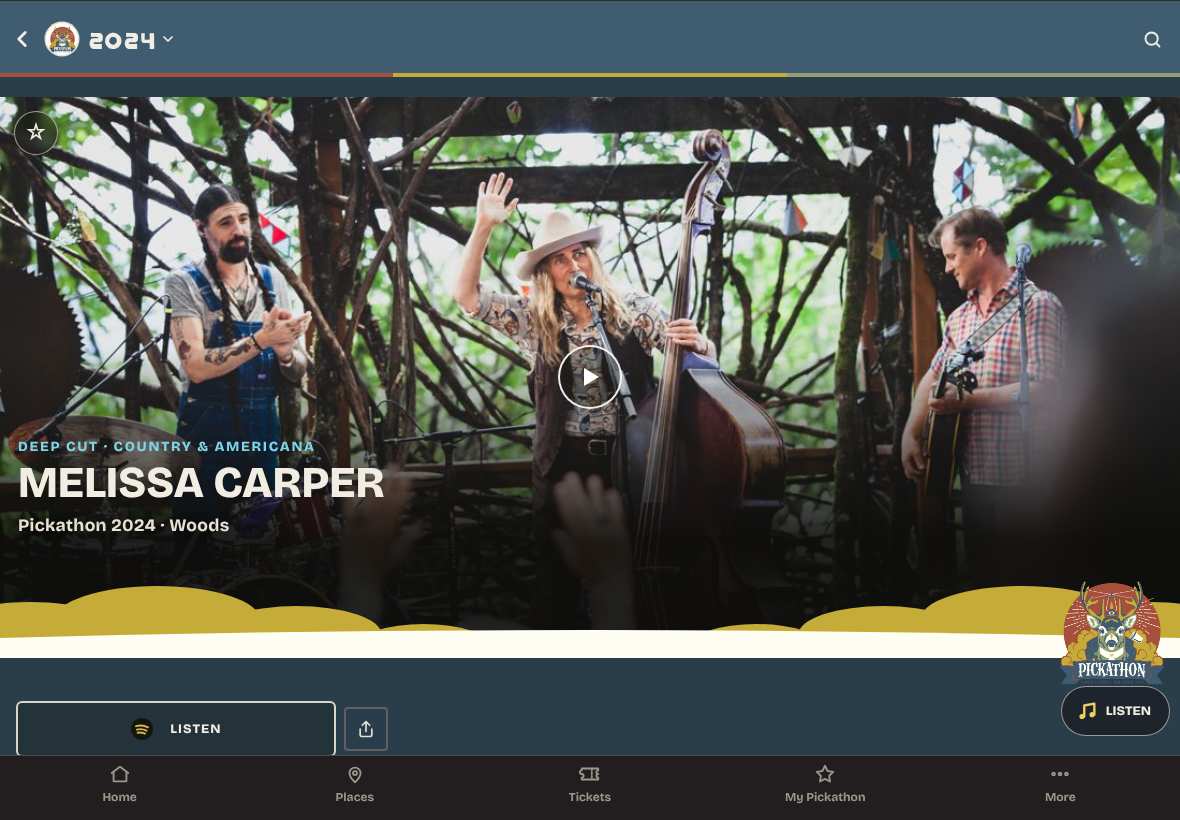 2024
DEEP CUT · COUNTRY & AMERICANA
MELISSA CARPER
Pickathon 2024 · Woods
PICKATHON
LISTEN
LISTEN
Home
Places
Tickets
My Pickathon
More